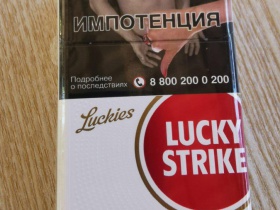 ИМПОТЕНЦИЯ
Подробнее
о последствиях 8 800 200 0 200
Luckies
LUCKY
STRIKE